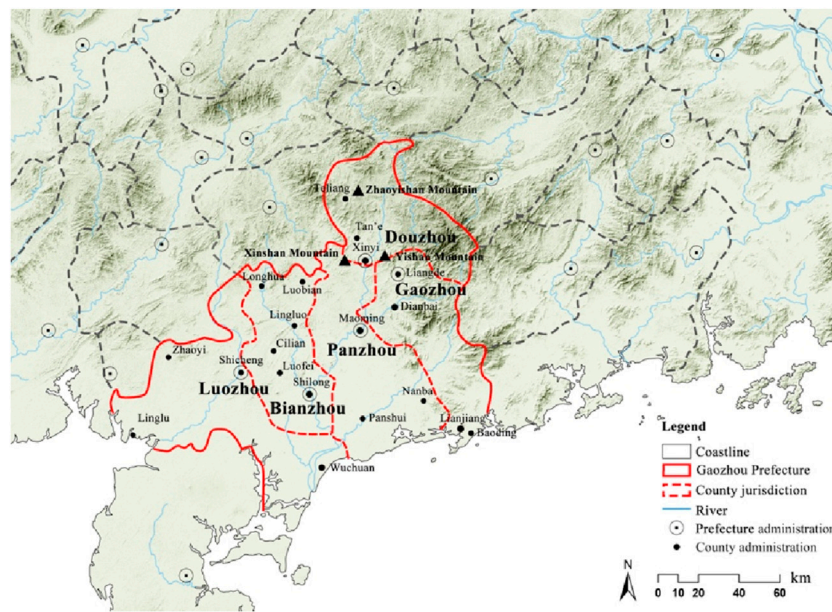 Teliang
Zhaoyishan Mountain
Tan'e
Douzhou
Xinshan Mountain
Xinyi
Yishan Mountain
Longhua
Luobian
Liangde
Gaozhou
Dianbai
Lingluo
Maoming
Panzhou
Zhaoyi
Cilian
Shicheng
Luofei
Luozhou
Shilong
Bianzhou
Nanba
Linglu
Panshui
Lianjiang
Baoding
Wuchuan
Legend
Coastline
Gaozhou Prefecture
County jurisdiction
River
Prefecture administration
County administration
N
km
0 10 20 40 60